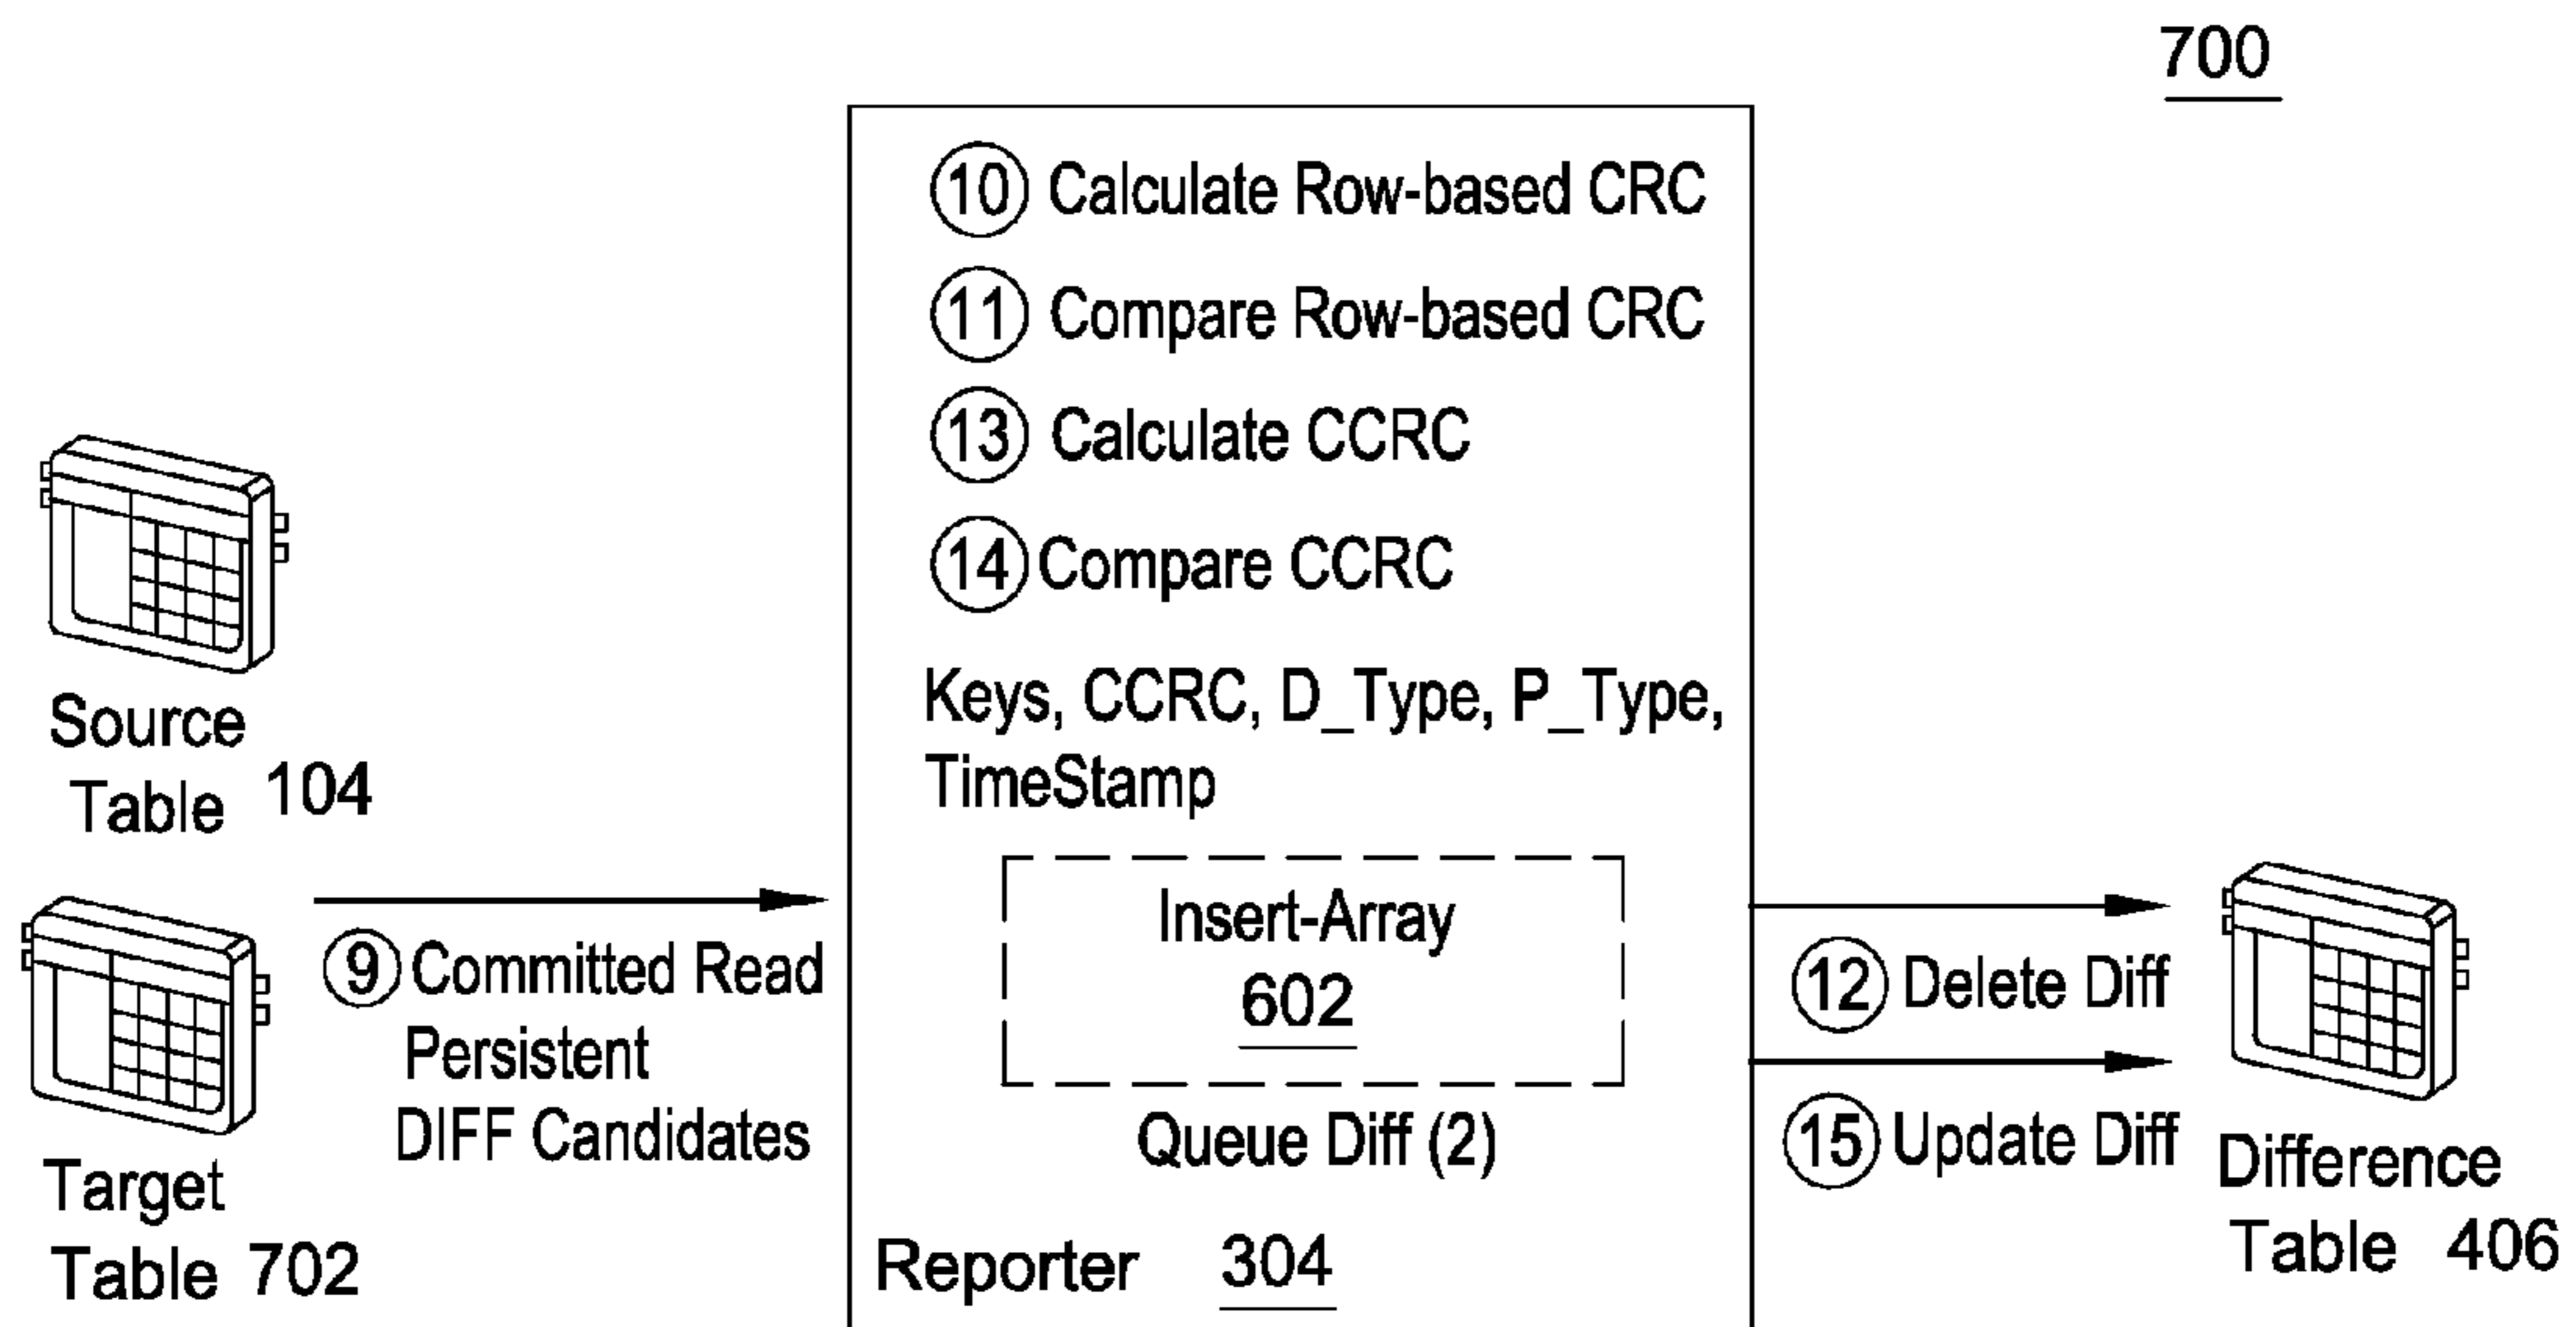 700
⑩ Calculate Row-based CRC
⑪ Compare Row-based CRC
⑬ Calculate CCRC
⑭ Compare CCRC
Keys, CCRC, D_Type, P_Type,
TimeStamp
Insert-Array
602
Queue Diff (2)
Reporter 304
Source
Table 104
Target
Table 702
⑨ Committed Read
Persistent
DIFF Candidates
⑫ Delete Diff
⑮ Update Diff
Difference
Table 406